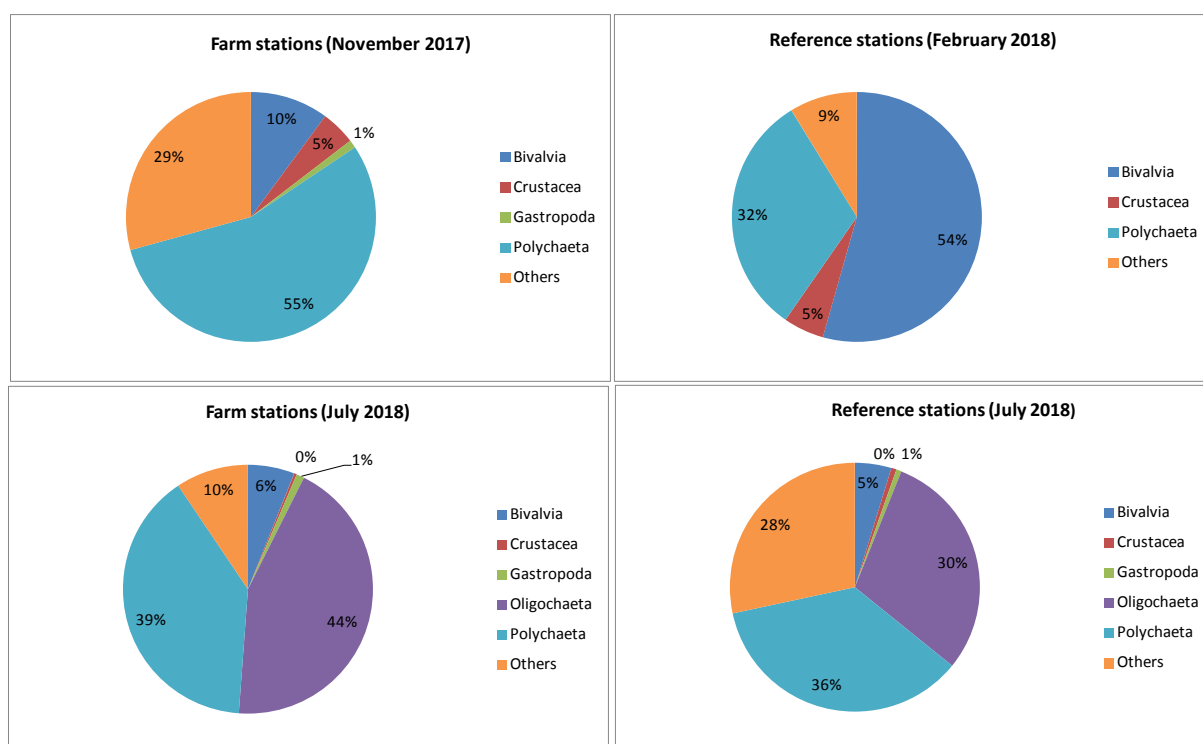 Farm stations (November 2017)
10%
5%
1%
29%
55%
Bivalvia
Crustacea
Gastropoda
Polychaeta
Others
Reference stations (February 2018)
9%
32%
54%
5%
Bivalvia
Crustacea
Polychaeta
Others
Farm stations (July 2018)
0%
1%
10%
6%
39%
44%
Bivalvia
Crustacea
Gastropoda
Oligochaeta
Polychaeta
Others
Reference stations (July 2018)
0%
1%
5%
28%
30%
36%
Bivalvia
Crustacea
Gastropoda
Oligochaeta
Polychaeta
Others